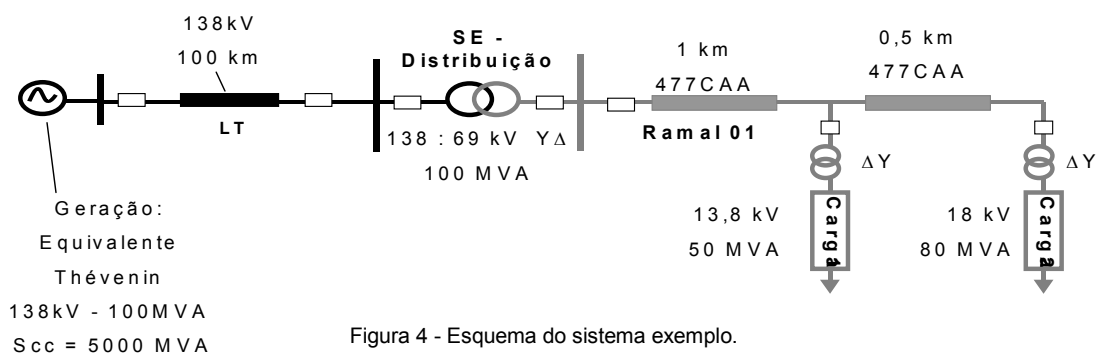 138kV
100 km
LT
SE -
Distribuição
138 : 69 kV YΔ
100 MVA
1 km
477CAA
Ramal 01
0,5 km
477CAA
ΔY
ΔY
13,8 kV
50 MVA
Carga1
18 kV
80 MVA
Carga2
Geração:
Equivalente
Thévenin
138kV - 100MVA
Scc = 5000 MVA
Figura 4 - Esquema do sistema exemplo.